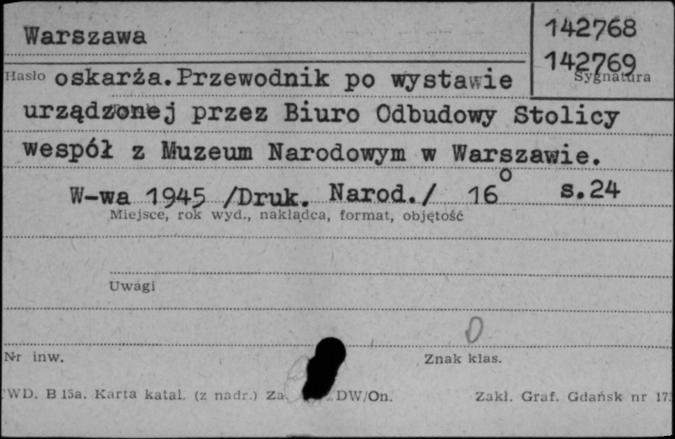 Warszawa
142768
142769
Hasło oskarża. Przewodnik po wystawie
Sygnatura
urządzonej przez Biuro Odbudowy Stolicy
wespół z Muzeum Narodowym w Warszawie.
W-wa 1945 /Druk. Narod./ 16° s.24
Miejsce, rok wyd., nakładca, format, objętość
Uwagi
0
Nr inw.
Znak klas.
WD. B 15a. Karta katal. (z nadr.) Za. DW/On.
Zakł. Graf. Gdańsk nr